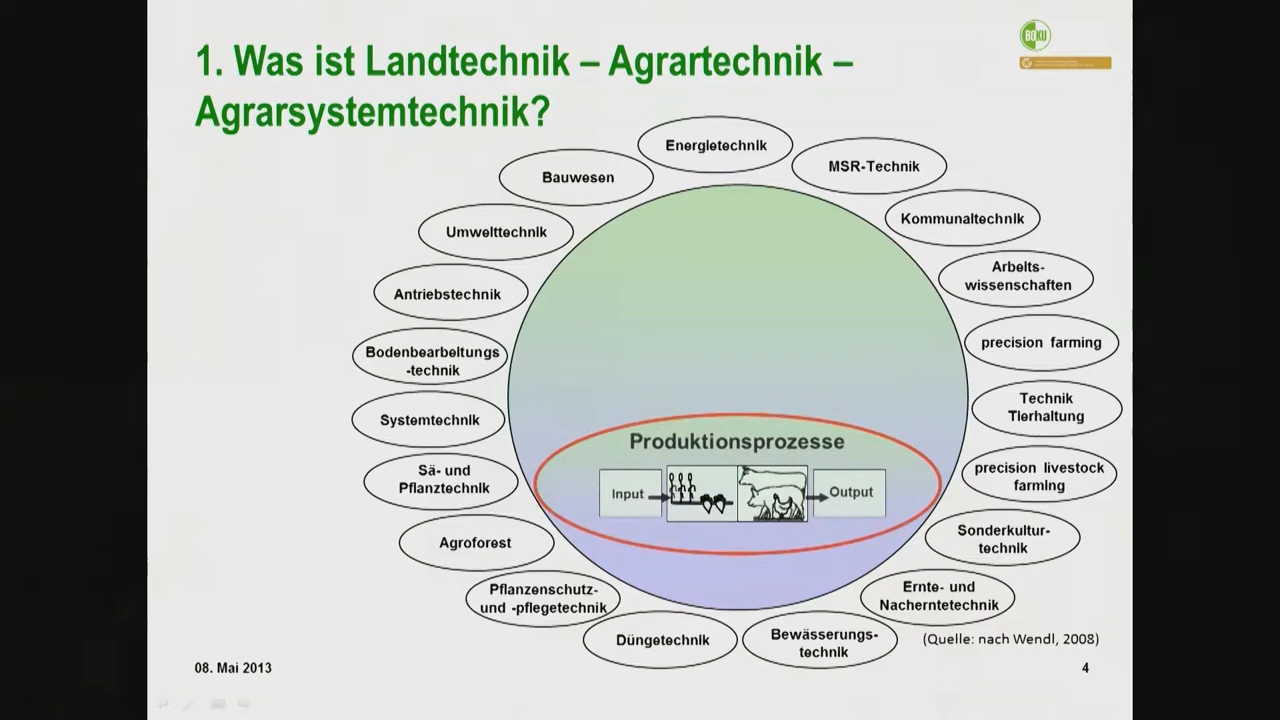 1. Was ist Landtechnik – Agrartechnik –
Agrarsystemtechnik?
BOKU
Energietechnik
MSR-Technik
Bauwesen
Kommunaltechnik
Umwelttechnik
Arbeits-
wissenschaften
Antriebstechnik
precision farming
Bodenbearbeitungs
-technik
Technik
Tierhaltung
Systemtechnik
Produktionsprozesse
Input
Output
precision livestock
farming
Sä- und
Pflanztechnik
Sonderkultur-
technik
Agroforest
Ernte- und
Nacherntetechnik
Pflanzenschutz-
und -pflegetechnik
Düngetechnik
Bewässerungs-
technik
(Quelle: nach Wendl, 2008)
08. Mai 2013
4